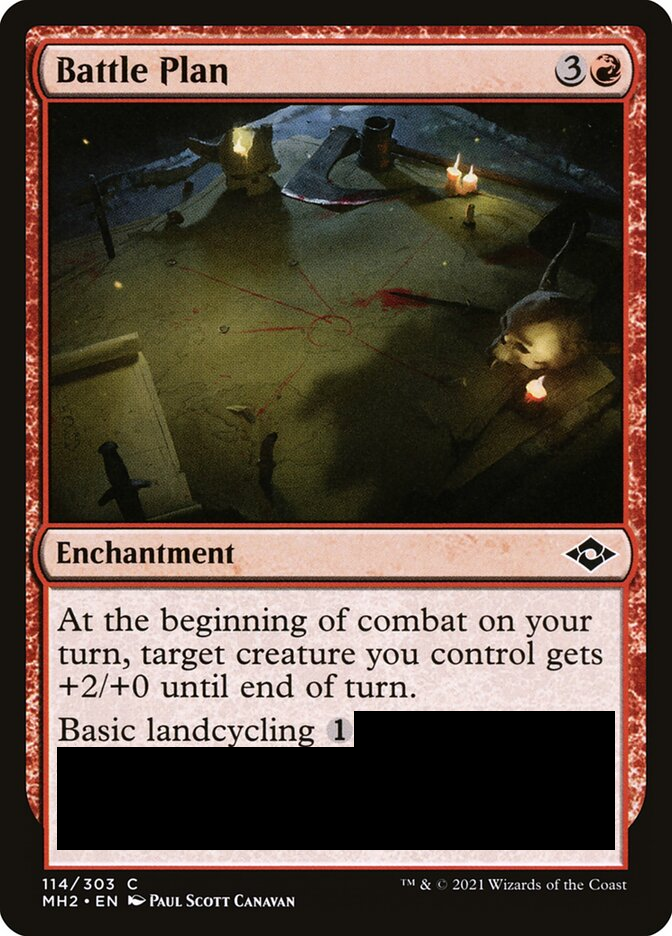 Battle Plan 3
Enchantment
At the beginning of combat on your
turn, target creature you control gets
+2/+0 until end of turn.
Basic landcycling 1
114/303 C
MH2 • EN Paul Scott Canavan
™ & © 2021 Wizards of the Coast